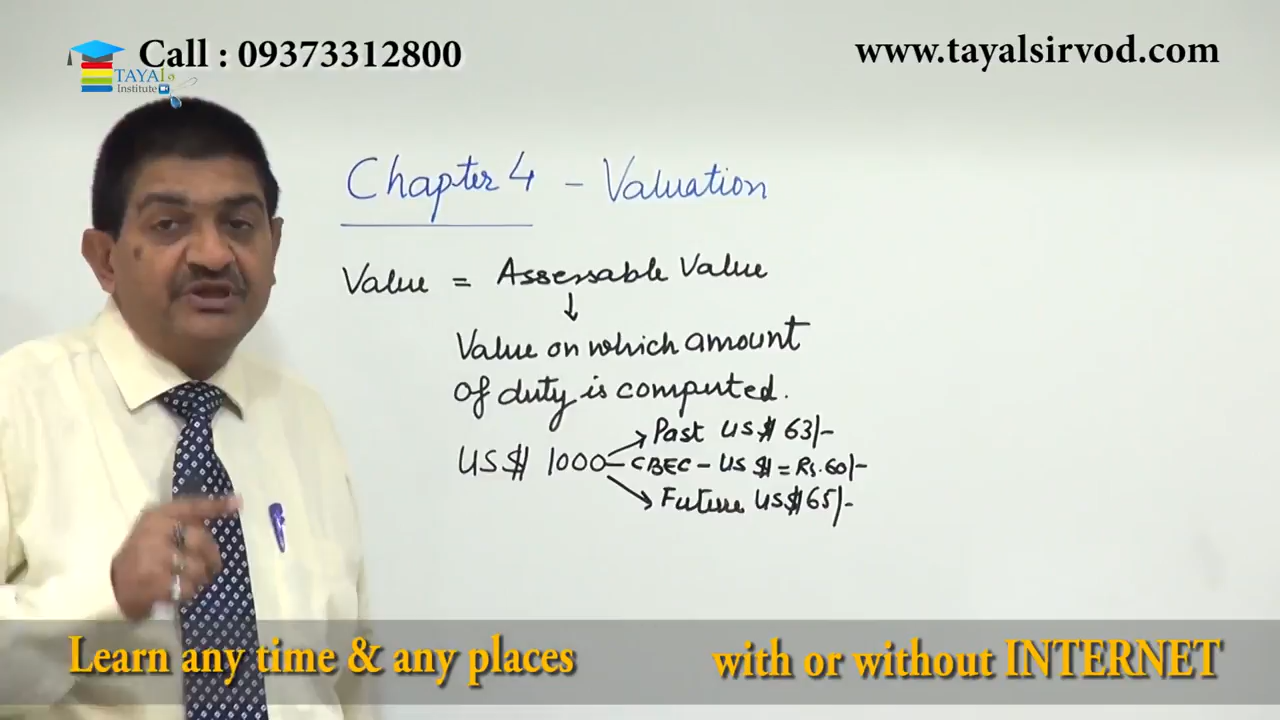 Call : 09373312800
www.tayalsirvod.com
TAYALs
Institute
Chapter 4 - Valuation
Value = Assessable Value
↓
Value on which amount
of duty is computed.
Past US$ 63/-
US$ 1000 CBEC - US $1 = Rs. 60/-
Future US$ 65/-
Learn any time & any places
with or without INTERNET